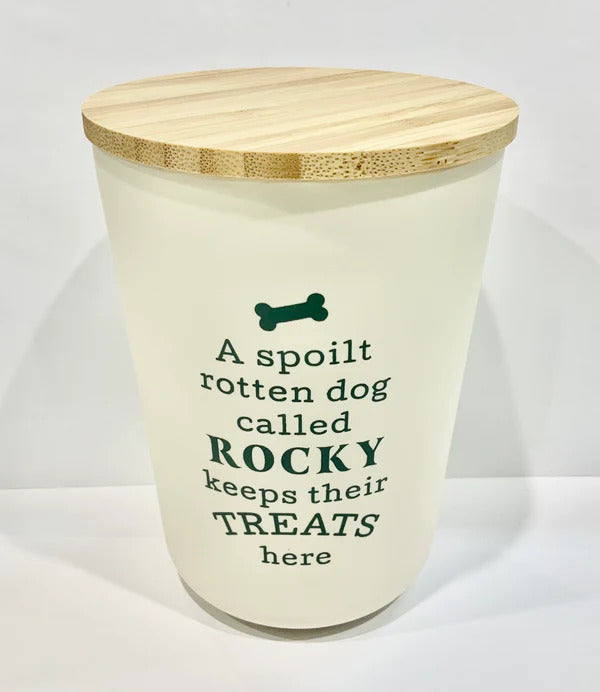 A spoilt
rotten dog
called
ROCKY
keeps their
TREATS
here